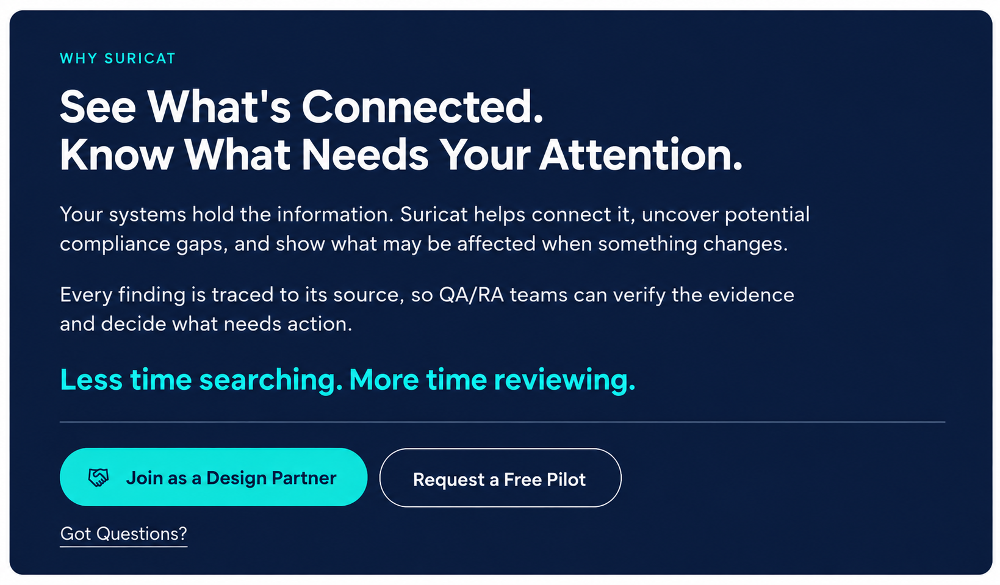 WHY SURICAT
See What's Connected.
Know What Needs Your Attention.
Your systems hold the information. Suricat helps connect it, uncover potential
compliance gaps, and show what may be affected when something changes.
Every finding is traced to its source, so QA/RA teams can verify the evidence
and decide what needs action.
Less time searching. More time reviewing.
Join as a Design Partner
Request a Free Pilot
Got Questions?